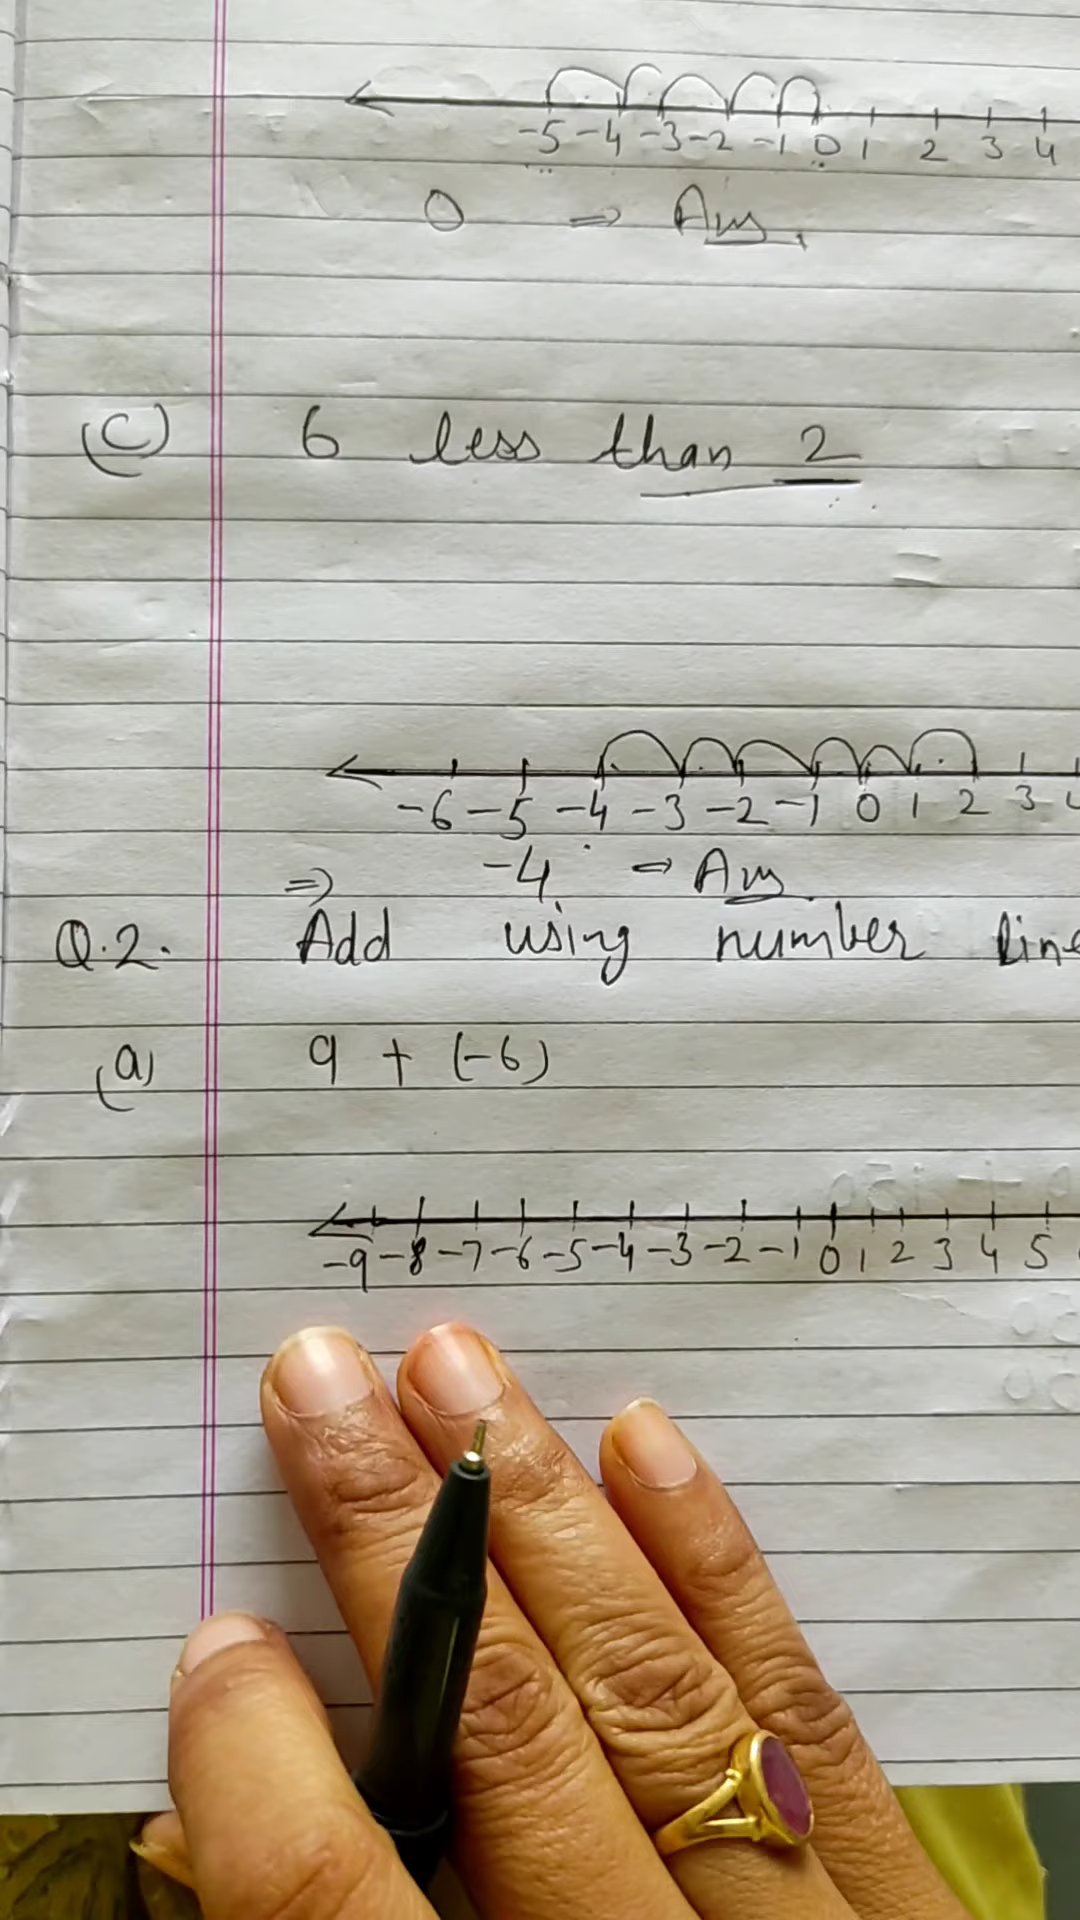 -5 -4 -3 -2 -1 0 1 2 3 4
0 ⇒ Ans.
(C) 6 less than 2
-6 -5 -4 -3 -2 -1 0 1 2 3
⇒ -4 ⇒ Ans
Q.2. Add using number line
(a) 9 + (-6)
-9 -8 -7 -6 -5 -4 -3 -2 -1 0 1 2 3 4 5